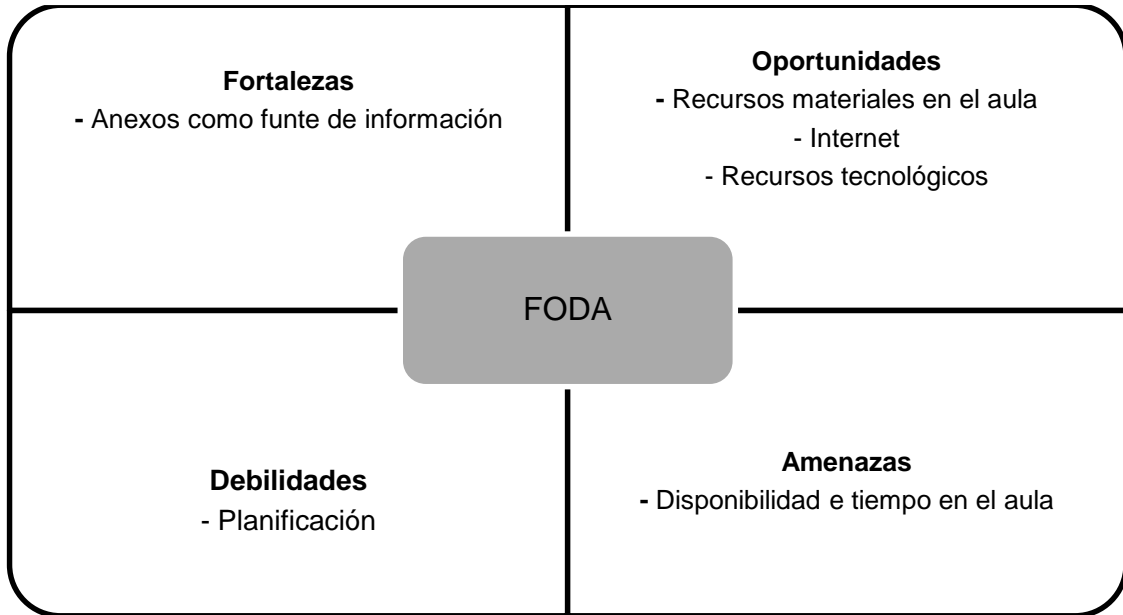 Fortalezas
- Anexos como funte de información
Oportunidades
- Recursos materiales en el aula
- Internet
- Recursos tecnológicos
FODA
Debilidades
- Planificación
Amenazas
- Disponibilidad e tiempo en el aula